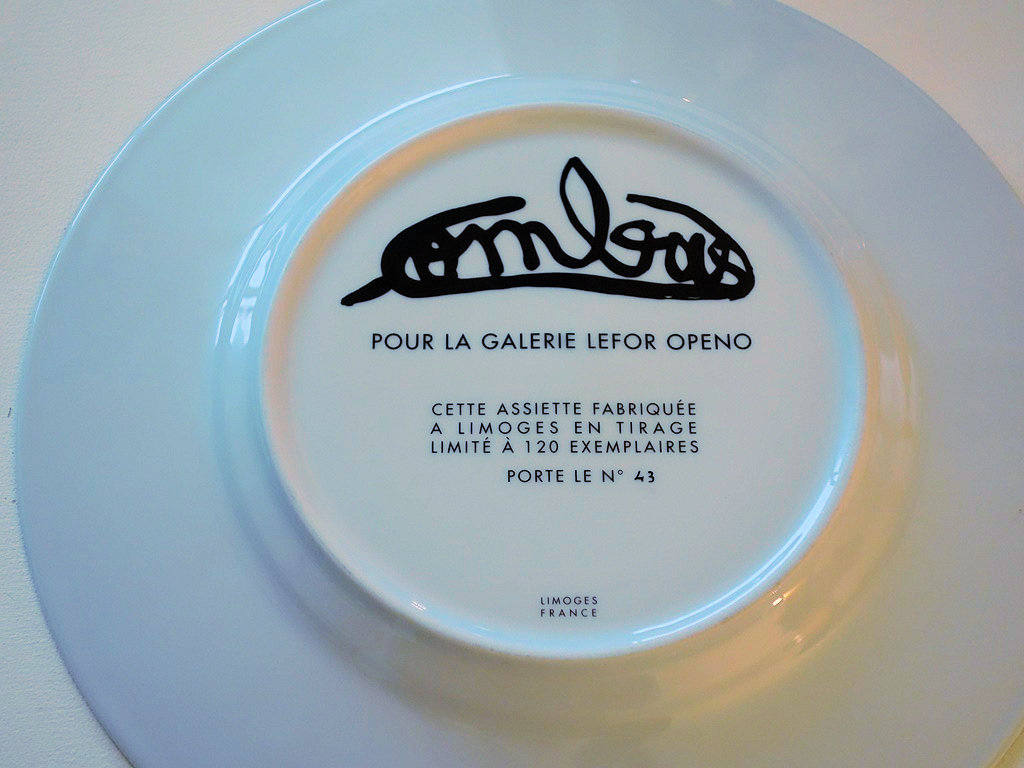 Combas
POUR LA GALERIE LEFOR OPENO
CETTE ASSIETTE FABRIQUÉE
A LIMOGES EN TIRAGE
LIMITÉ À 120 EXEMPLAIRES
PORTE LE N° 43
LIMOGES
FRANCE